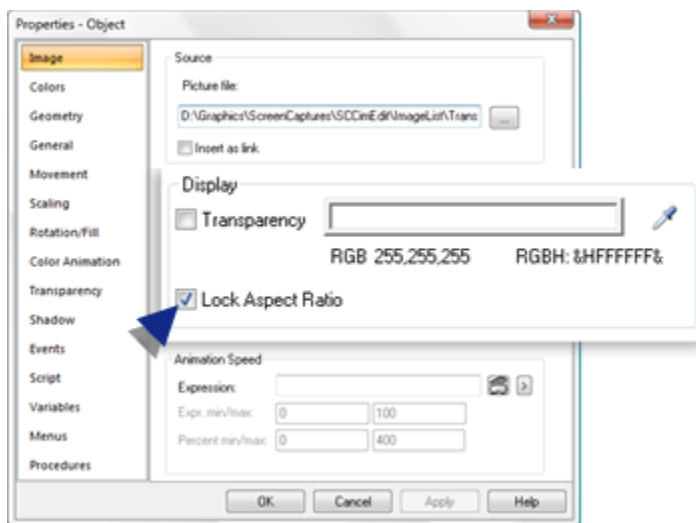 Properties - Object
Image
Colors
Geometry
General
Movement
Scaling
Rotation/Fill
Color Animation
Transparency
Shadow
Events
Script
Variables
Menus
Procedures
Source
Picture file:
D:\Graphics\ScreenCaptures\SCCimEdit\ImageList\Trans
...
Insert as link
Display
Transparency
RGB 255,255,255 RGBH: &HFFFFFF&
Lock Aspect Ratio
Animation Speed
Expression:
Expr. min/max: 0 100
Percent min/max: 0 400
OK Cancel Apply Help